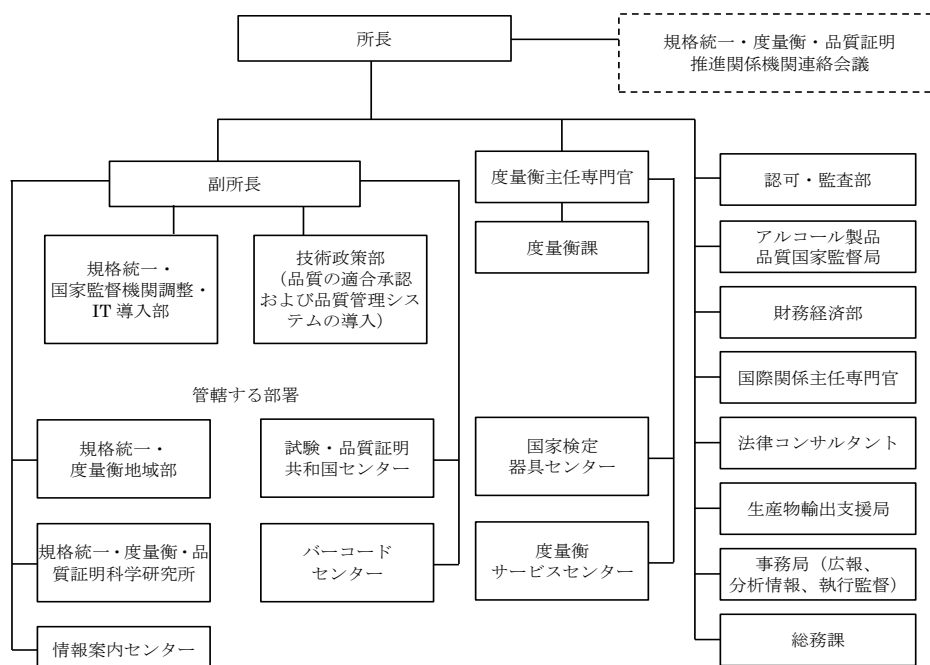 所長
規格統一・度量衡・品質証明
推進関係機関連絡会議
副所長
度量衡主任専門官
認可・監査部
規格統一・
国家監督機関調整・
IT 導入部
技術政策部
（品質の適合承認
および品質管理シス
テムの導入）
度量衡課
アルコール製品
品質国家監督局
財務経済部
国際関係主任専門官
管轄する部署
規格統一・
度量衡地域部
試験・品質証明
共和国センター
国家検定
器具センター
法律コンサルタント
生産物輸出支援局
規格統一・度量衡・品
質証明科学研究所
バーコード
センター
度量衡
サービスセンター
事務局（広報、
分析情報、執行監督）
情報案内センター
総務課